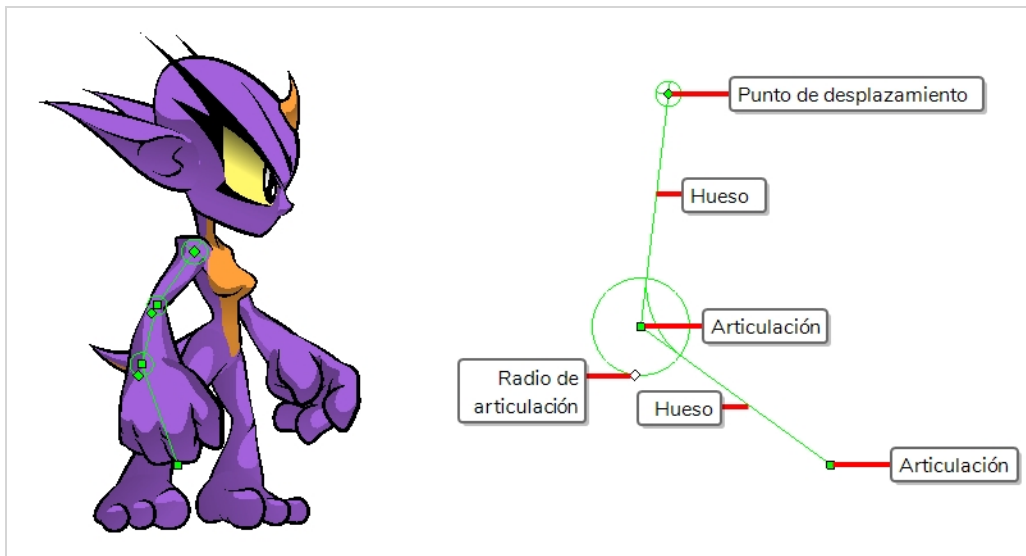 Punto de desplazamiento
Hueso
Articulación
Radio de
articulación
Hueso
Articulación